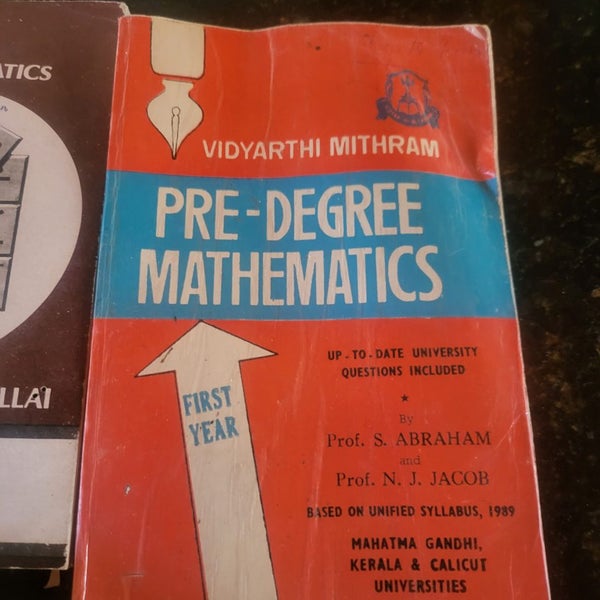 ATICS
LLAI
VIDYARTHI MITHRAM
PRE-DEGREE
MATHEMATICS
FIRST
YEAR
UP-TO-DATE UNIVERSITY
QUESTIONS INCLUDED
By
Prof. S. ABRAHAM
and
Prof. N. J. JACOB
BASED ON UNIFIED SYLLABUS, 1989
MAHATMA GANDHI,
KERALA & CALICUT
UNIVERSITIES